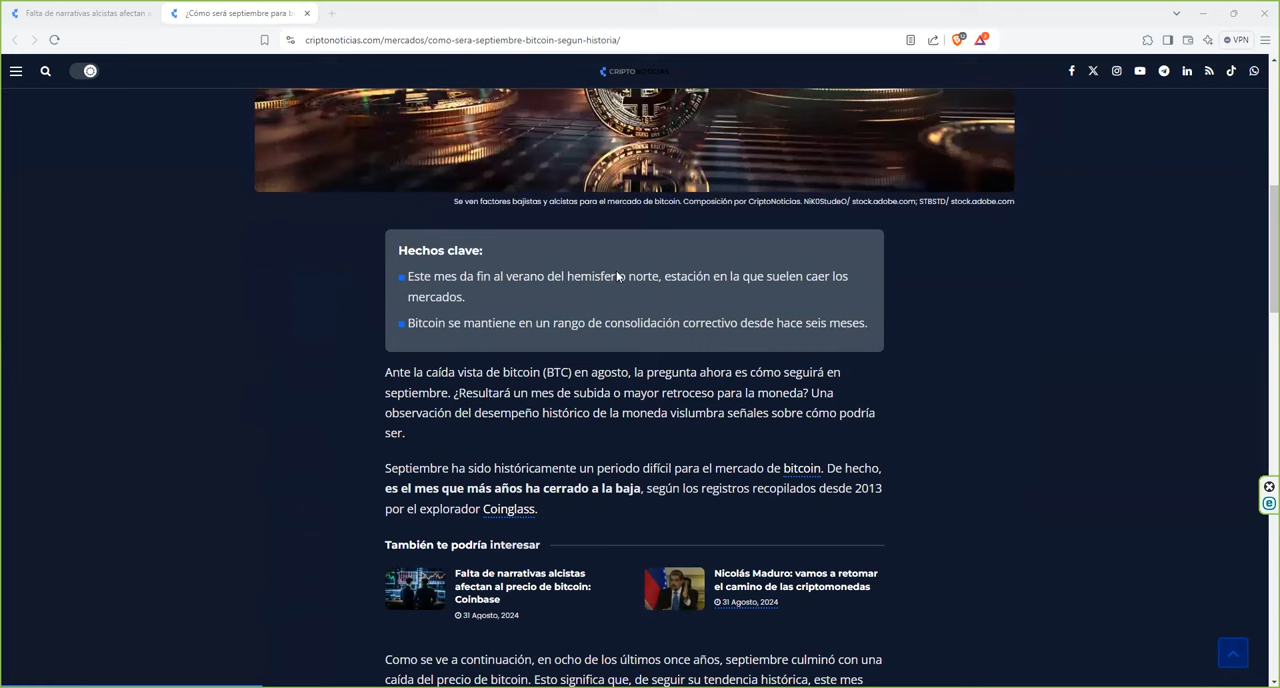 Falta de narrativas alcistas afectan
¿Cómo será septiembre para b
criptonoticias.com/mercados/como-sera-septiembre-bitcoin-segun-historia/
VPN
CRIPTONOTICIAS
Se ven factores bajistas y alcistas para el mercado de bitcoin. Composición por CriptoNoticias. NiK0StudeO/ stock.adobe.com; STBSTD/ stock.adobe.com
Hechos clave:
Este mes da fin al verano del hemisferio norte, estación en la que suelen caer los
mercados.
Bitcoin se mantiene en un rango de consolidación correctivo desde hace seis meses.
Ante la caída vista de bitcoin (BTC) en agosto, la pregunta ahora es cómo seguirá en
septiembre. ¿Resultará un mes de subida o mayor retroceso para la moneda? Una
observación del desempeño histórico de la moneda vislumbra señales sobre cómo podría
ser.
Septiembre ha sido históricamente un periodo difícil para el mercado de bitcoin. De hecho,
es el mes que más años ha cerrado a la baja, según los registros recopilados desde 2013
por el explorador Coinglass.
También te podría interesar
Falta de narrativas alcistas
afectan al precio de bitcoin:
Coinbase
31 Agosto, 2024
Nicolás Maduro: vamos a retomar
el camino de las criptomonedas
31 Agosto, 2024
Como se ve a continuación, en ocho de los últimos once años, septiembre culminó con una
caída del precio de bitcoin. Esto significa que, de seguir su tendencia histórica, este mes